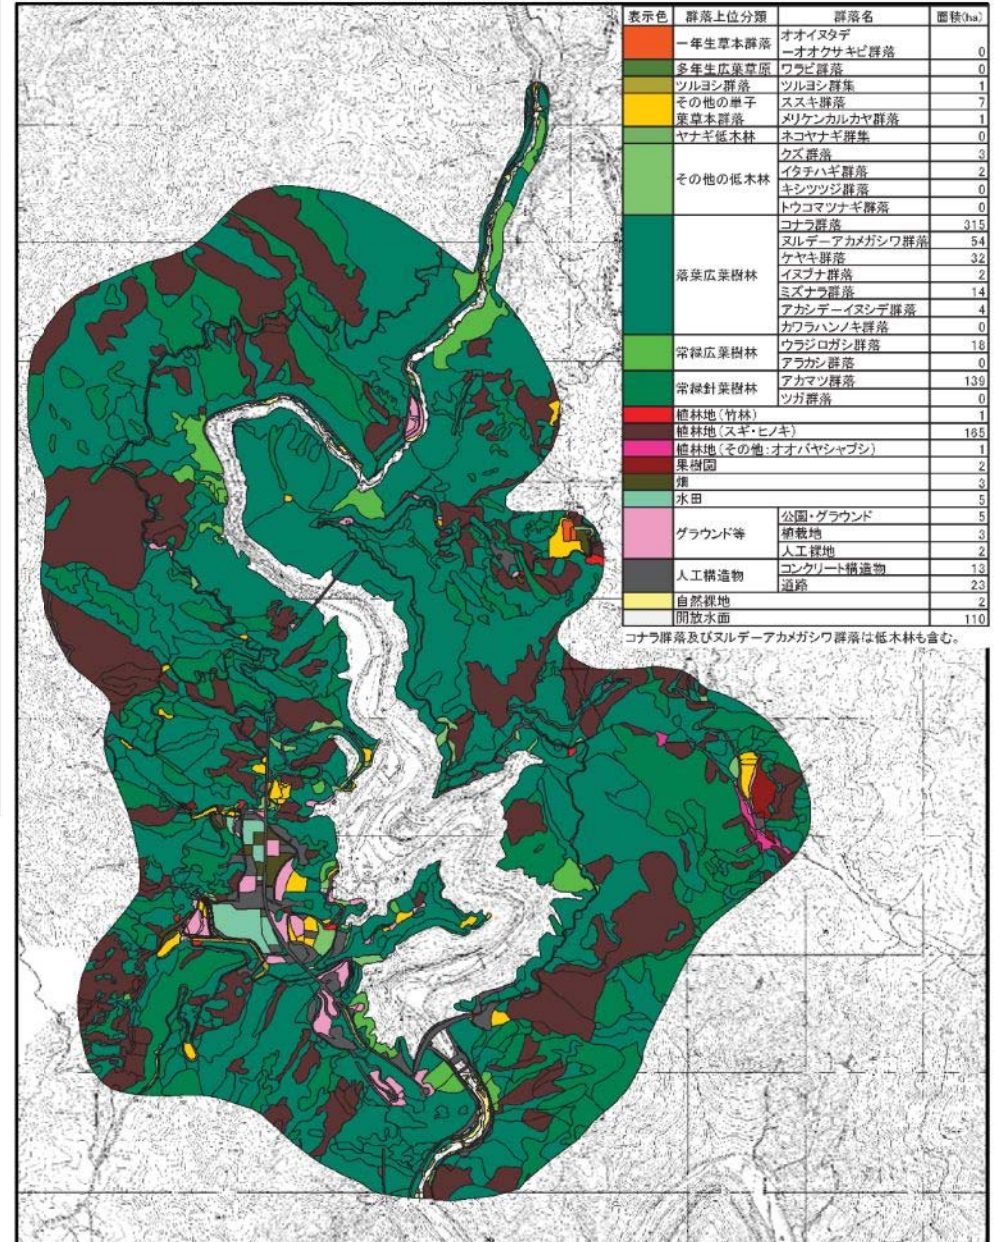 表示色 群落上位分類 群落名 面積(ha)
一年生草本群落 オオイヌタデ
ーオオクサキビ群落 0
多年生広葉草原 ワラビ群落 0
ツルヨシ群落 ツルヨシ群集 1
その他の単子 ススキ群落 7
葉草本群落 メリケンカルカヤ群落 1
ヤナギ低木林 ネコヤナギ群集 0
その他の低木林 クズ群落 3
イタチハギ群落 2
キシツツジ群落 0
トウコマツナギ群落 0
落葉広葉樹林 コナラ群落 315
ヌルデーアカメガシワ群落 54
ケヤキ群落 32
イヌブナ群落 2
ミズナラ群落 14
アカシデーイヌシデ群落 4
カワラハンノキ群落 0
常緑広葉樹林 ウラジロガシ群落 18
アラカシ群落 0
常緑針葉樹林 アカマツ群落 139
ツガ群落 0
植林地(竹林) 1
植林地(スギ・ヒノキ) 165
植林地(その他:オオバヤシャブシ) 1
果樹園 2
畑 3
水田 5
グラウンド等 公園・グラウンド 5
植栽地 3
人工裸地 2
人工構造物 コンクリート構造物 13
道路 23
自然裸地 2
開放水面 110
コナラ群落及びヌルデーアカメガシワ群落は低木林も含む。